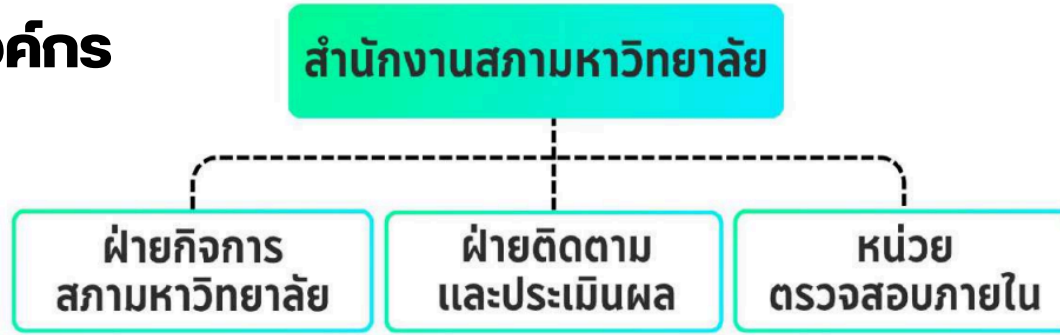 องค์กร
สำนักงานสภามหาวิทยาลัย
ฝ่ายกิจการ
สภามหาวิทยาลัย
ฝ่ายติดตาม
และประเมินผล
หน่วย
ตรวจสอบภายใน